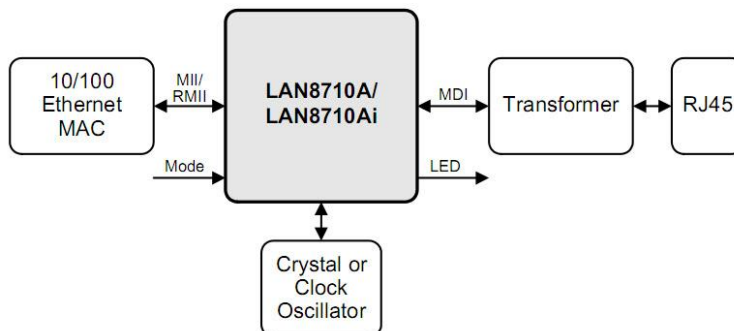 10/100
Ethernet
MAC
MII/
RMII
Mode
LAN8710A/
LAN8710Ai
MDI
LED
Transformer
RJ45
Crystal or
Clock
Oscillator